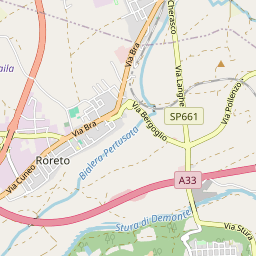 aila
Via Bra
Cherasco
Via Langhe
SP661
Via Pollenzo
Via Bergoglio
Via Bra
Bialera Pertusata
Roreto
Via Cuneo
A33
Stura di Demonte
Via Stura